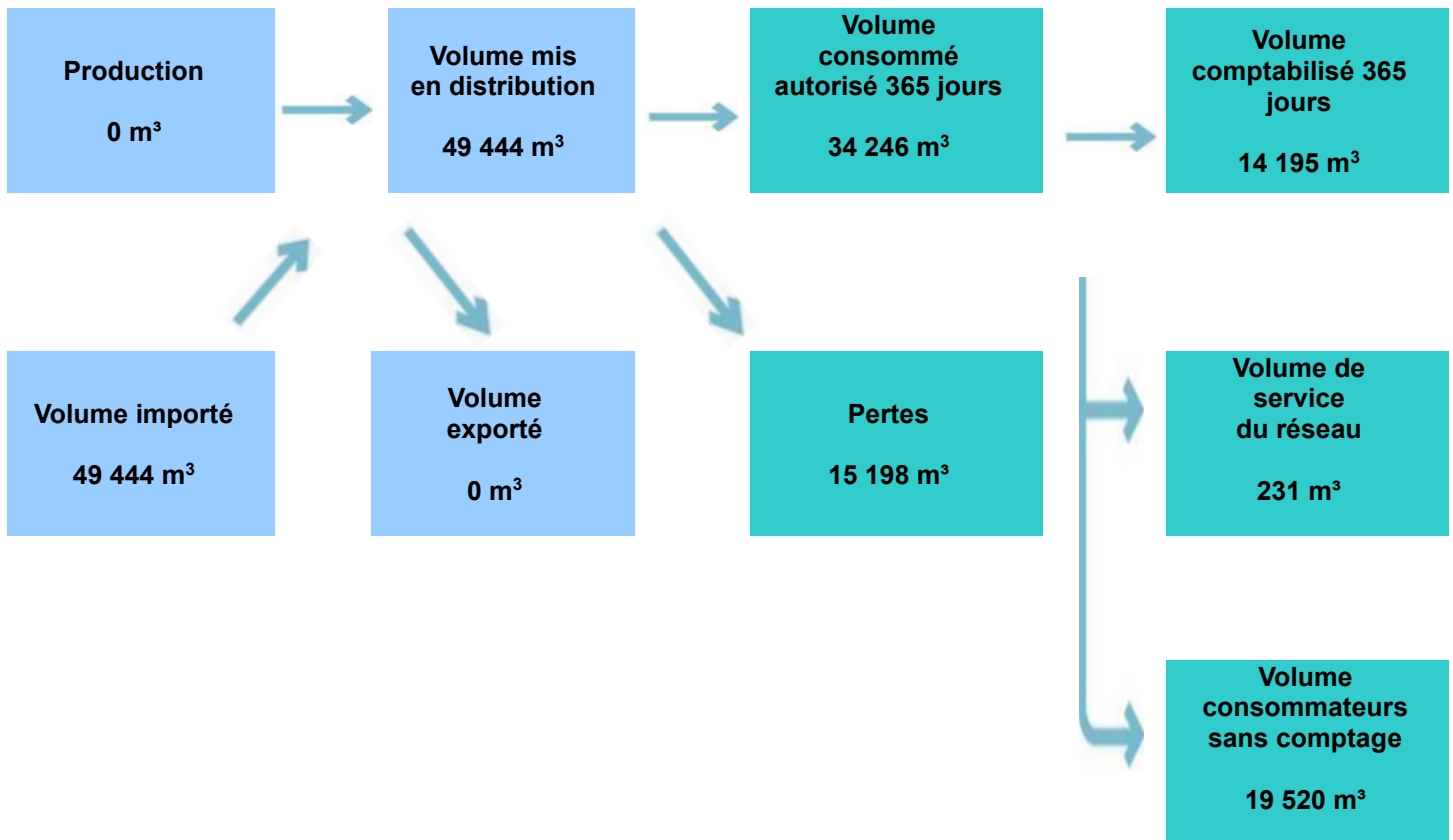 Production
0 m³
Volume mis
en distribution
49 444 m³
Volume
consommé
autorisé 365 jours
34 246 m³
Volume
comptabilisé 365
jours
14 195 m³
Volume importé
49 444 m³
Volume
exporté
0 m³
Pertes
15 198 m³
Volume de
service
du réseau
231 m³
Volume
consommateurs
sans comptage
19 520 m³